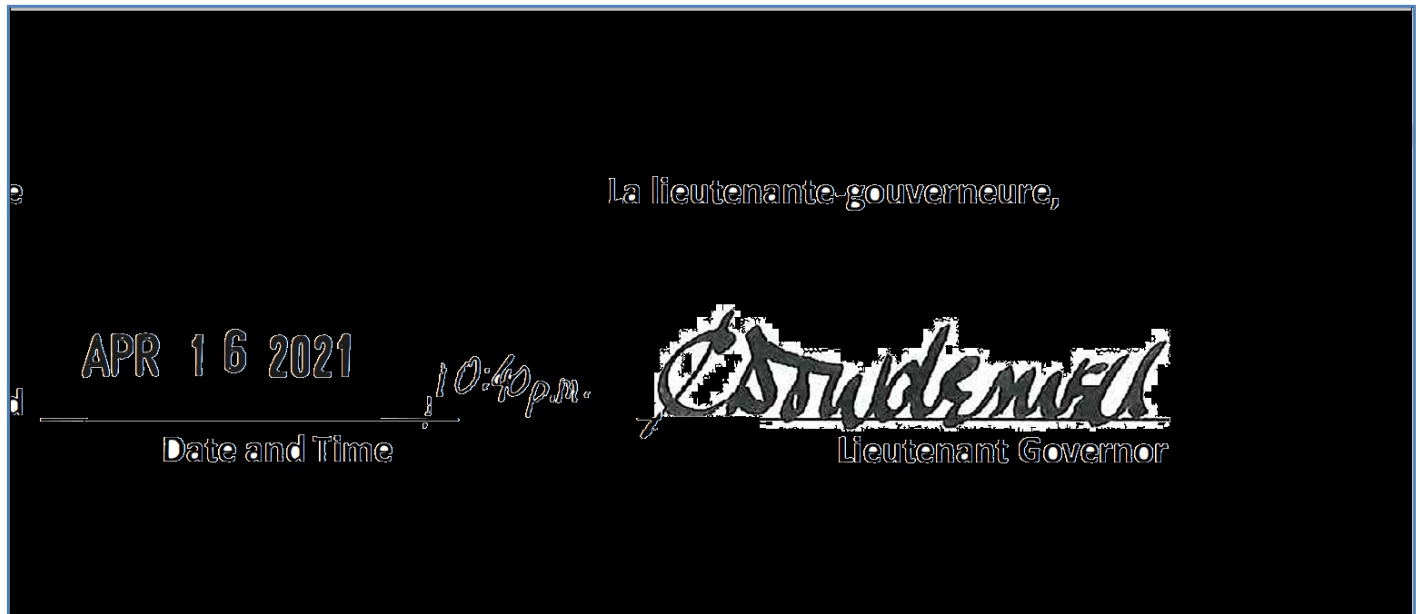 e
La lieutenante-gouverneure,
APR 16 2021 10:40 p.m.
d
Date and Time
Lieutenant Governor